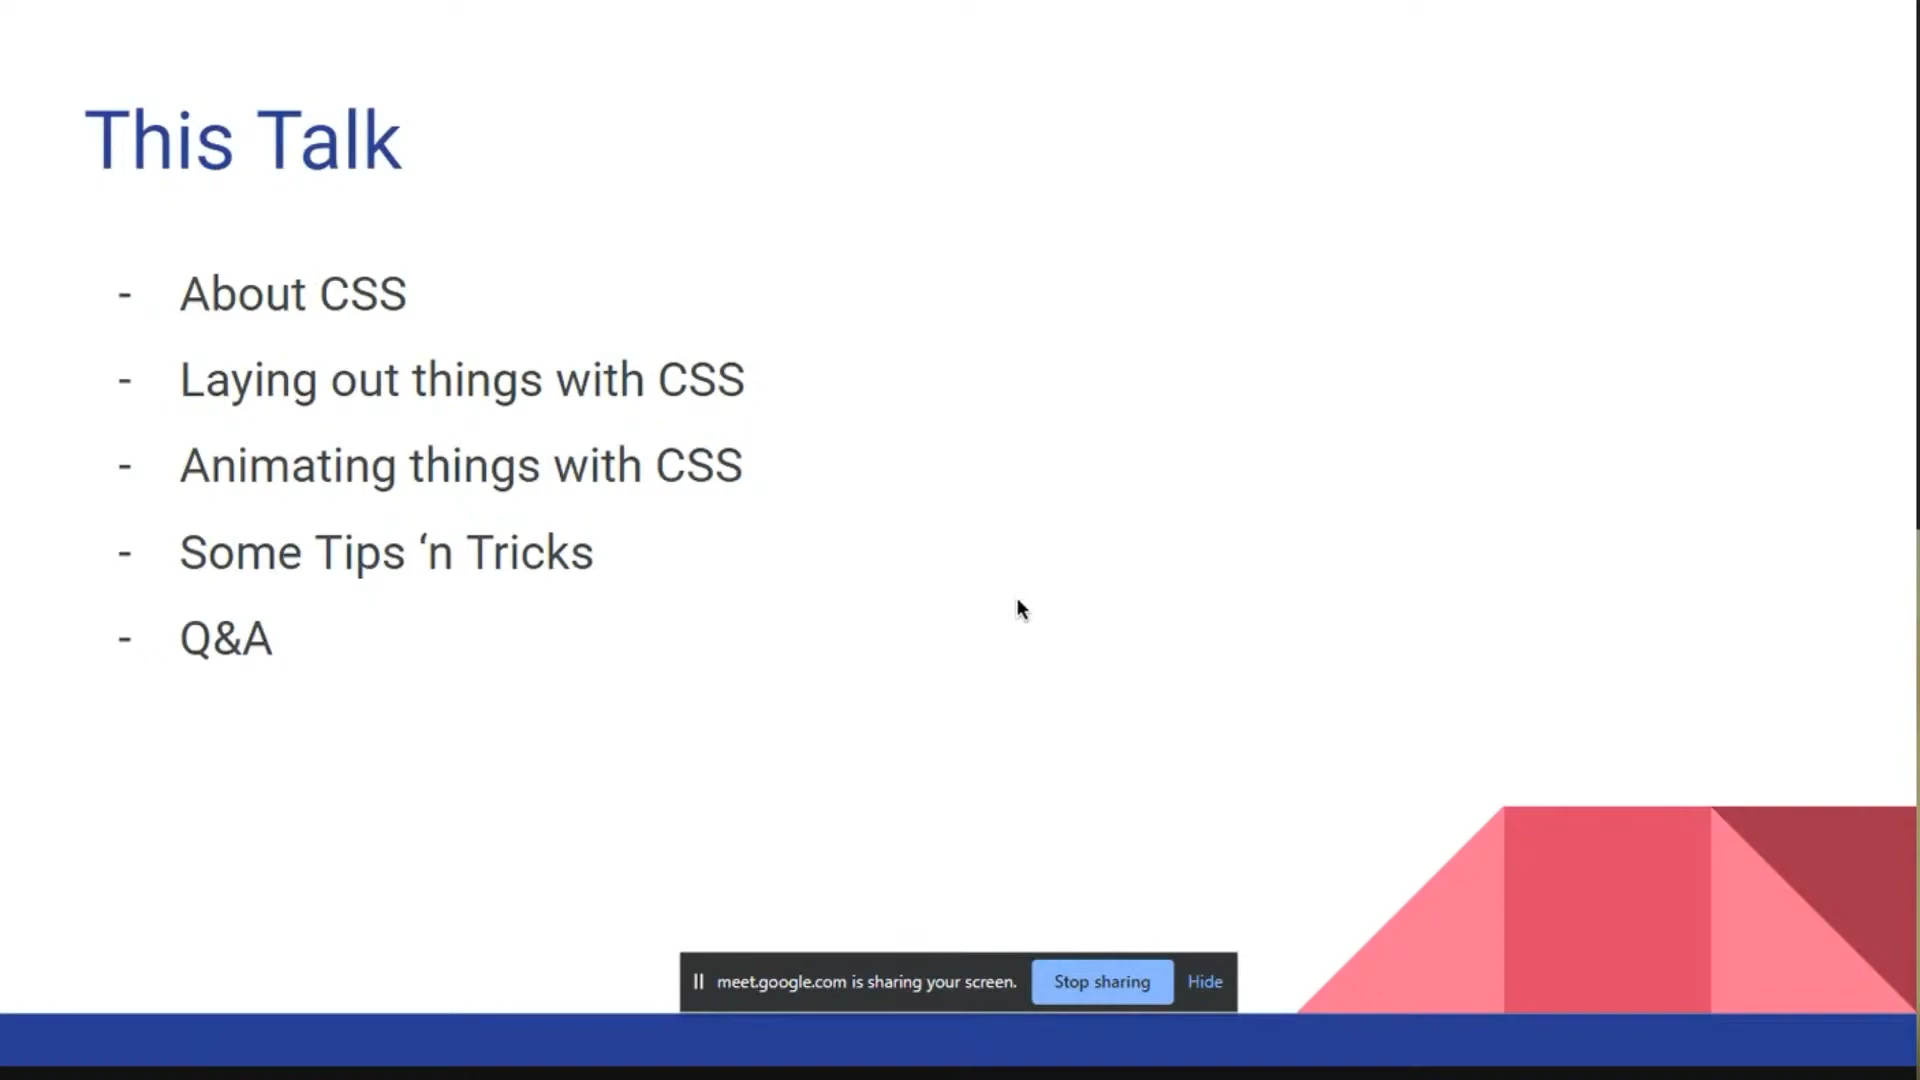 This Talk
- About CSS
- Laying out things with CSS
- Animating things with CSS
- Some Tips ‘n Tricks
- Q&A
meet.google.com is sharing your screen. Stop sharing Hide